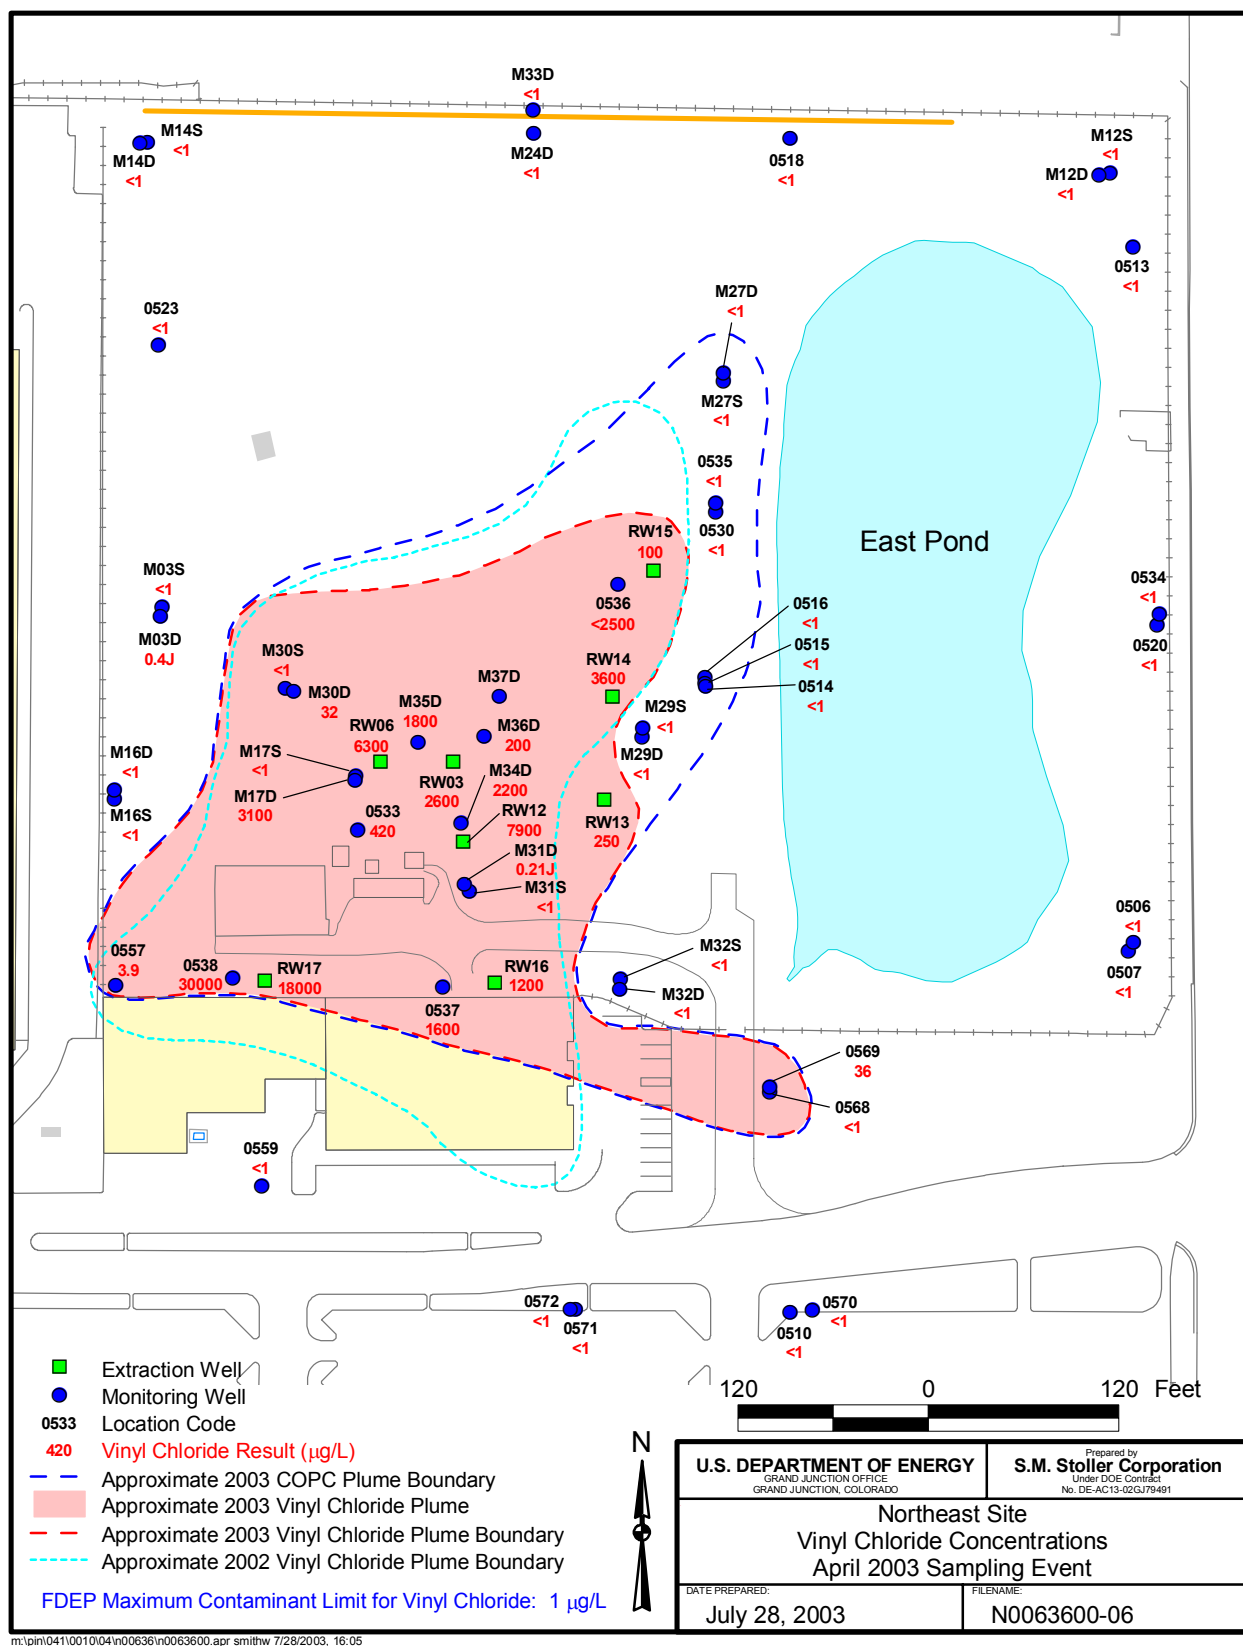 M33D
<1
M14S
<1
M14D
<1
M24D
<1
0518
<1
M12S
<1
M12D
<1
0513
<1
M27D
<1
0523
<1
M27S
<1
0535
<1
0530
<1
East Pond
RW15
100
0536
<2500
M03S
<1
M03D
0.4J
0534
<1
0520
<1
0516
<1
0515
<1
0514
<1
M30S
<1
M30D
32
RW14
3600
M37D
M35D
1800
M36D
200
M29S
<1
M29D
<1
RW06
6300
M17S
<1
M17D
3100
M16D
<1
M16S
<1
RW03
2600
M34D
2200
RW12
7900
0533
420
RW13
250
M31D
0.21J
M31S
<1
0506
<1
0507
<1
0557
3.9
0538
30000
RW17
18000
RW16
1200
M32S
<1
M32D
<1
0537
1600
0569
36
0568
<1
0559
<1
0572
<1
0571
<1
0570
<1
0510
<1
Extraction Well
Monitoring Well
0533 Location Code
420 Vinyl Chloride Result (µg/L)
Approximate 2003 COPC Plume Boundary
Approximate 2003 Vinyl Chloride Plume
Approximate 2003 Vinyl Chloride Plume Boundary
Approximate 2002 Vinyl Chloride Plume Boundary
FDEP Maximum Contaminant Limit for Vinyl Chloride: 1 µg/L
120 0 120 Feet
N
U.S. DEPARTMENT OF ENERGY
GRAND JUNCTION OFFICE
GRAND JUNCTION, COLORADO
Prepared by
S.M. Stoller Corporation
Under DOE Contract
No. DE-AC13-02GJ79491
Northeast Site
Vinyl Chloride Concentrations
April 2003 Sampling Event
DATE PREPARED:
July 28, 2003
FILENAME:
N0063600-06
m:\pin\041\0010\04\n00636\n0063600.apr smithw 7/28/2003, 16:05